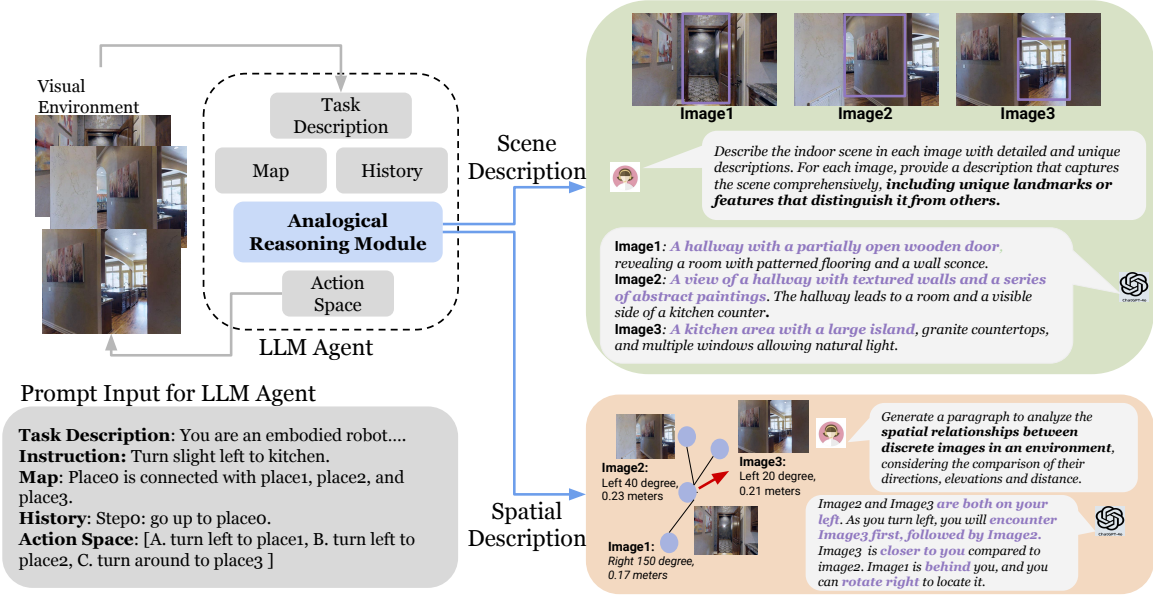 Visual
Environment
Task
Description
Map
History
Analogical
Reasoning Module
Action
Space
LLM Agent
Prompt Input for LLM Agent
Task Description: You are an embodied robot....
Instruction: Turn slight left to kitchen.
Map: Place0 is connected with place1, place2, and
place3.
History: Step0: go up to place0.
Action Space: [A. turn left to place1, B. turn left to
place2, C. turn around to place3 ]
Scene
Description
Image1
Image2
Image3
Describe the indoor scene in each image with detailed and unique
descriptions. For each image, provide a description that captures
the scene comprehensively, including unique landmarks or
features that distinguish it from others.
Image1: A hallway with a partially open wooden door,
revealing a room with patterned flooring and a wall sconce.
Image2: A view of a hallway with textured walls and a series
of abstract paintings. The hallway leads to a room and a visible
side of a kitchen counter.
Image3: A kitchen area with a large island, granite countertops,
and multiple windows allowing natural light.
ChatGPT-4o
Spatial
Description
Image2:
Left 40 degree,
0.23 meters
Image3:
Left 20 degree,
0.21 meters
Image1:
Right 150 degree,
0.17 meters
Generate a paragraph to analyze the
spatial relationships between
discrete images in an environment,
considering the comparison of their
directions, elevations and distance.
Image2 and Image3 are both on your
left. As you turn left, you will encounter
Image3 first, followed by Image2.
Image3 is closer to you compared to
image2. Image1 is behind you, and you
can rotate right to locate it.
ChatGPT-4o